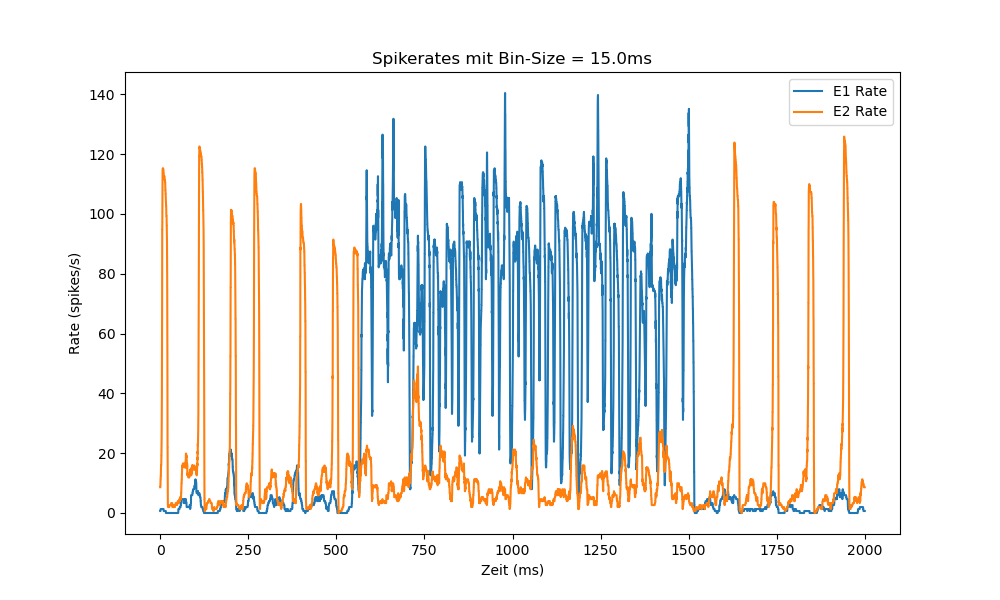 Spikerates mit Bin-Size = 15.0ms
E1 Rate
E2 Rate
140
120
100
80
60
40
20
0
Rate (spikes/s)
0 250 500 750 1000 1250 1500 1750 2000
Zeit (ms)